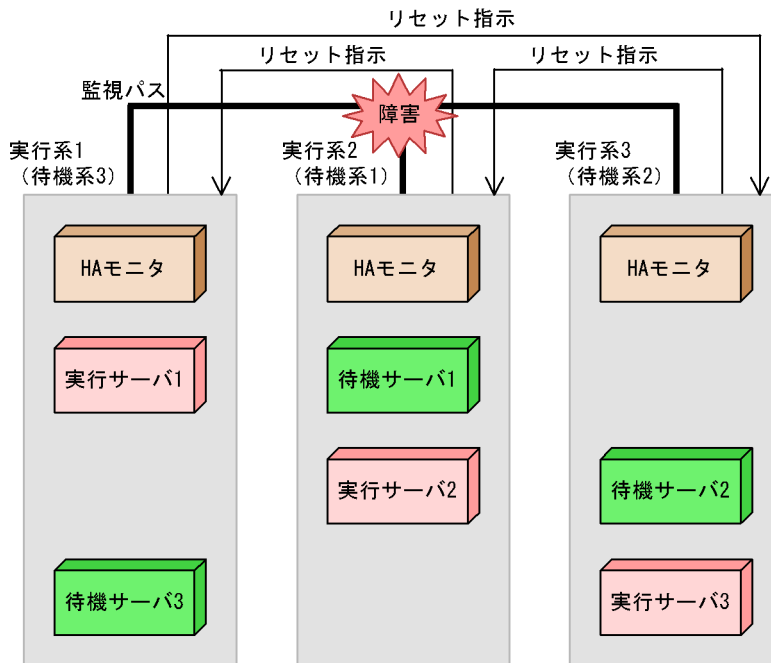 リセット指示
リセット指示
リセット指示
監視パス
障害
実行系1
（待機系3）
実行系2
（待機系1）
実行系3
（待機系2）
HAモニタ
HAモニタ
HAモニタ
実行サーバ1
待機サーバ1
実行サーバ2
待機サーバ2
待機サーバ3
実行サーバ3